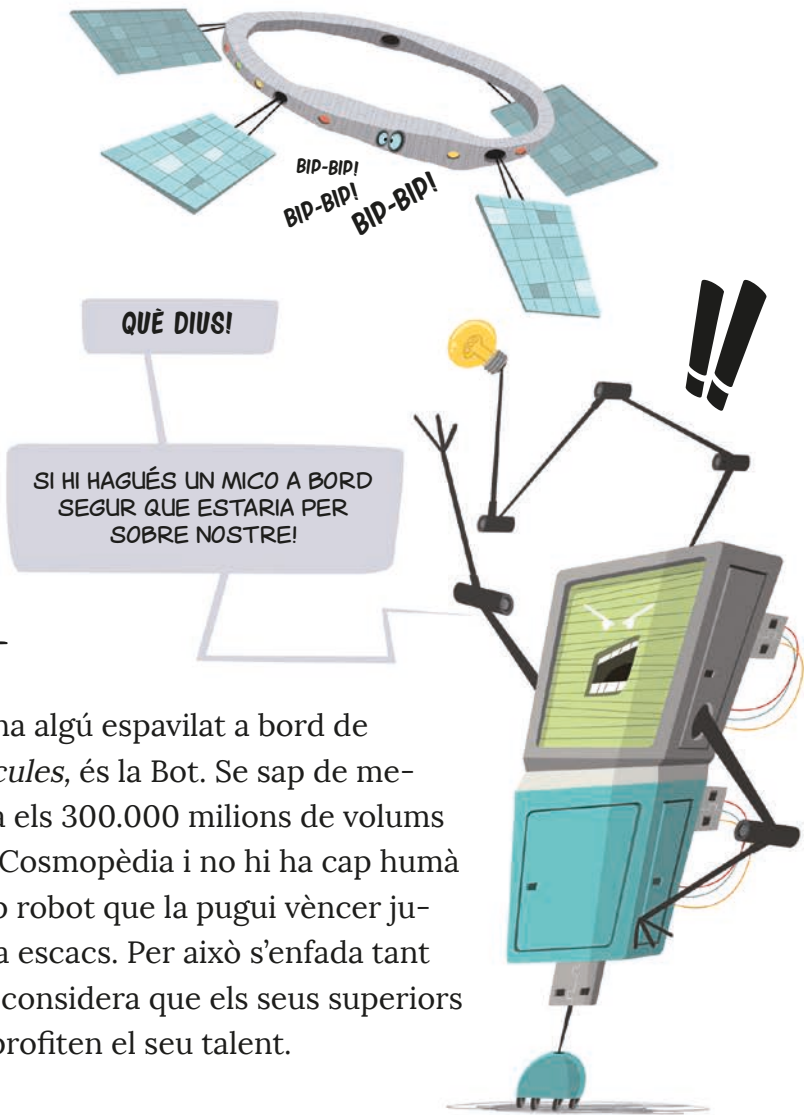 BIP-BIP!
BIP-BIP!
BIP-BIP!
QUÈ DIUS!
SI HI HAGUÉS UN MICO A BORD
SEGUR QUE ESTARIA PER
SOBRE NOSTRE!
!!
na algú espavilat a bord de
cules, és la Bot. Se sap de me-
a els 300.000 milions de volums
Cosmopèdia i no hi ha cap humà
robot que la pugui vèncer ju-
a escacs. Per això s’enfada tant
considera que els seus superiors
profiten el seu talent.